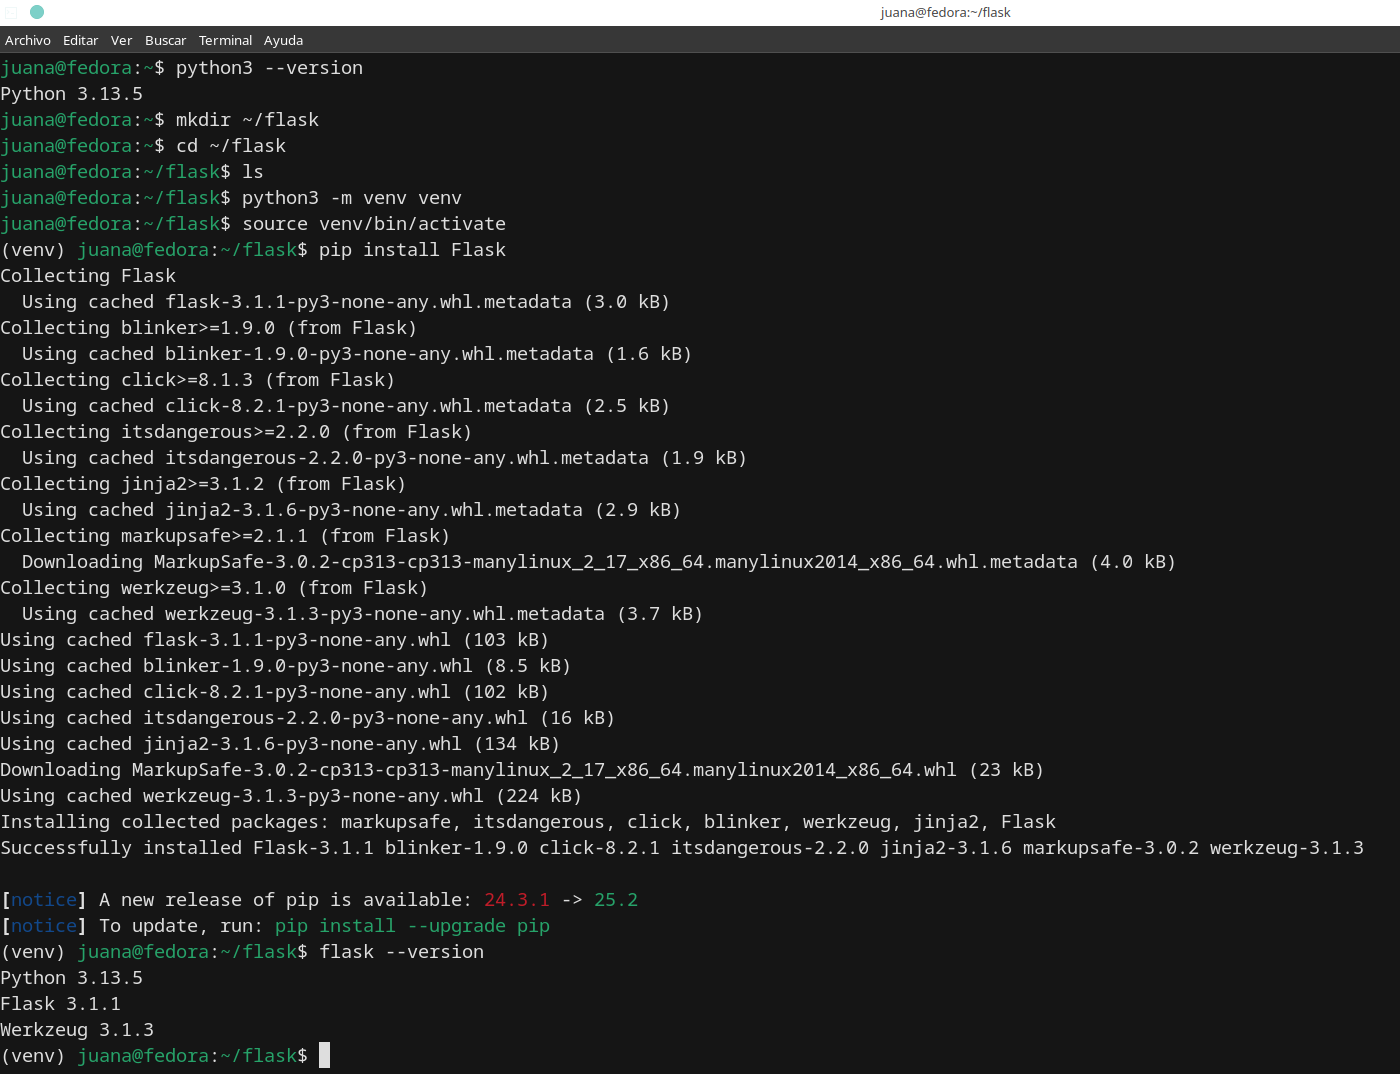 juana@fedora:~/flask
Archivo Editar Ver Buscar Terminal Ayuda
juana@fedora:~$ python3 --version
Python 3.13.5
juana@fedora:~$ mkdir ~/flask
juana@fedora:~$ cd ~/flask
juana@fedora:~/flask$ ls
juana@fedora:~/flask$ python3 -m venv venv
juana@fedora:~/flask$ source venv/bin/activate
(venv) juana@fedora:~/flask$ pip install Flask
Collecting Flask
  Using cached flask-3.1.1-py3-none-any.whl.metadata (3.0 kB)
Collecting blinker>=1.9.0 (from Flask)
  Using cached blinker-1.9.0-py3-none-any.whl.metadata (1.6 kB)
Collecting click>=8.1.3 (from Flask)
  Using cached click-8.2.1-py3-none-any.whl.metadata (2.5 kB)
Collecting itsdangerous>=2.2.0 (from Flask)
  Using cached itsdangerous-2.2.0-py3-none-any.whl.metadata (1.9 kB)
Collecting jinja2>=3.1.2 (from Flask)
  Using cached jinja2-3.1.6-py3-none-any.whl.metadata (2.9 kB)
Collecting markupsafe>=2.1.1 (from Flask)
  Downloading MarkupSafe-3.0.2-cp313-cp313-manylinux_2_17_x86_64.manylinux2014_x86_64.whl.metadata (4.0 kB)
Collecting werkzeug>=3.1.0 (from Flask)
  Using cached werkzeug-3.1.3-py3-none-any.whl.metadata (3.7 kB)
Using cached flask-3.1.1-py3-none-any.whl (103 kB)
Using cached blinker-1.9.0-py3-none-any.whl (8.5 kB)
Using cached click-8.2.1-py3-none-any.whl (102 kB)
Using cached itsdangerous-2.2.0-py3-none-any.whl (16 kB)
Using cached jinja2-3.1.6-py3-none-any.whl (134 kB)
Downloading MarkupSafe-3.0.2-cp313-cp313-manylinux_2_17_x86_64.manylinux2014_x86_64.whl (23 kB)
Using cached werkzeug-3.1.3-py3-none-any.whl (224 kB)
Installing collected packages: markupsafe, itsdangerous, click, blinker, werkzeug, jinja2, Flask
Successfully installed Flask-3.1.1 blinker-1.9.0 click-8.2.1 itsdangerous-2.2.0 jinja2-3.1.6 markupsafe-3.0.2 werkzeug-3.1.3
[notice] A new release of pip is available: 24.3.1 -> 25.2
[notice] To update, run: pip install --upgrade pip
(venv) juana@fedora:~/flask$ flask --version
Python 3.13.5
Flask 3.1.1
Werkzeug 3.1.3
(venv) juana@fedora:~/flask$